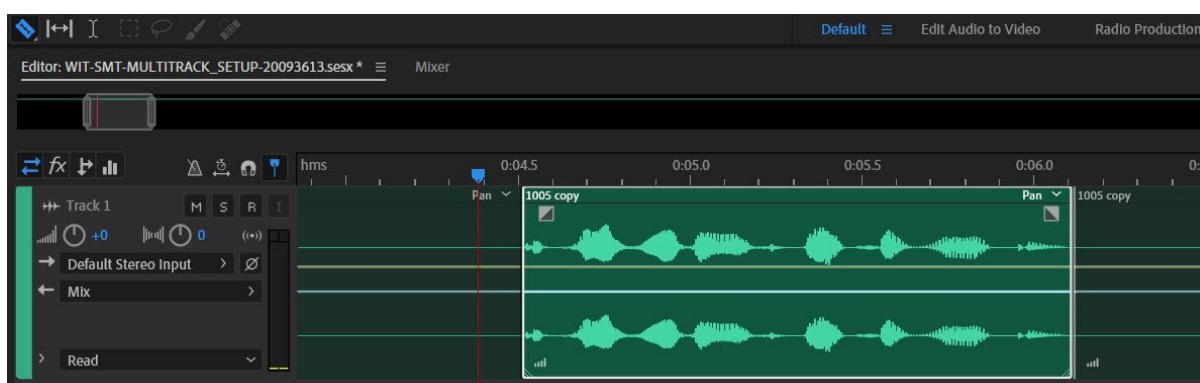 Default Edit Audio to Video Radio Production
Editor: WIT-SMT-MULTITRACK_SETUP-20093613.sesx * Mixer
fx hms 0:04.5 0:05.0 0:05.5 0:06.0 0:
Track 1 M S R I Pan 1005 copy Pan 1005 copy
+0 0
Default Stereo Input
Mix
Read